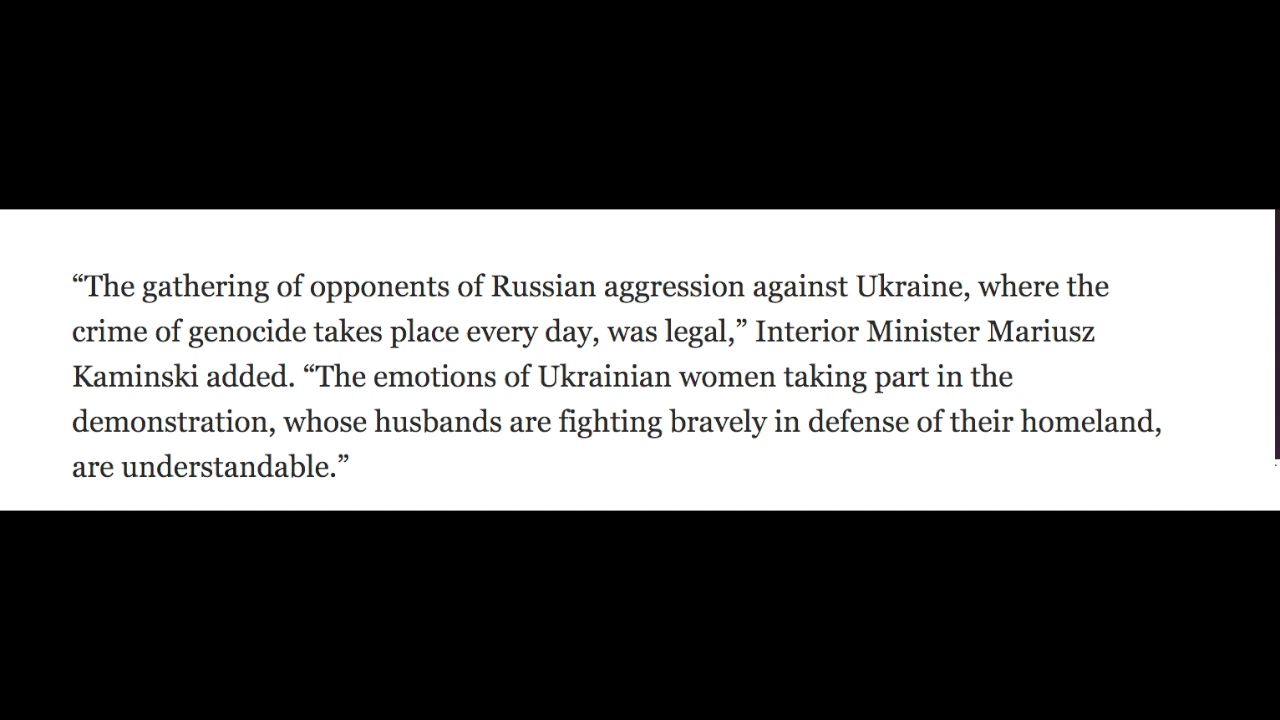 “The gathering of opponents of Russian aggression against Ukraine, where the
crime of genocide takes place every day, was legal,” Interior Minister Mariusz
Kaminski added. “The emotions of Ukrainian women taking part in the
demonstration, whose husbands are fighting bravely in defense of their homeland,
are understandable.”